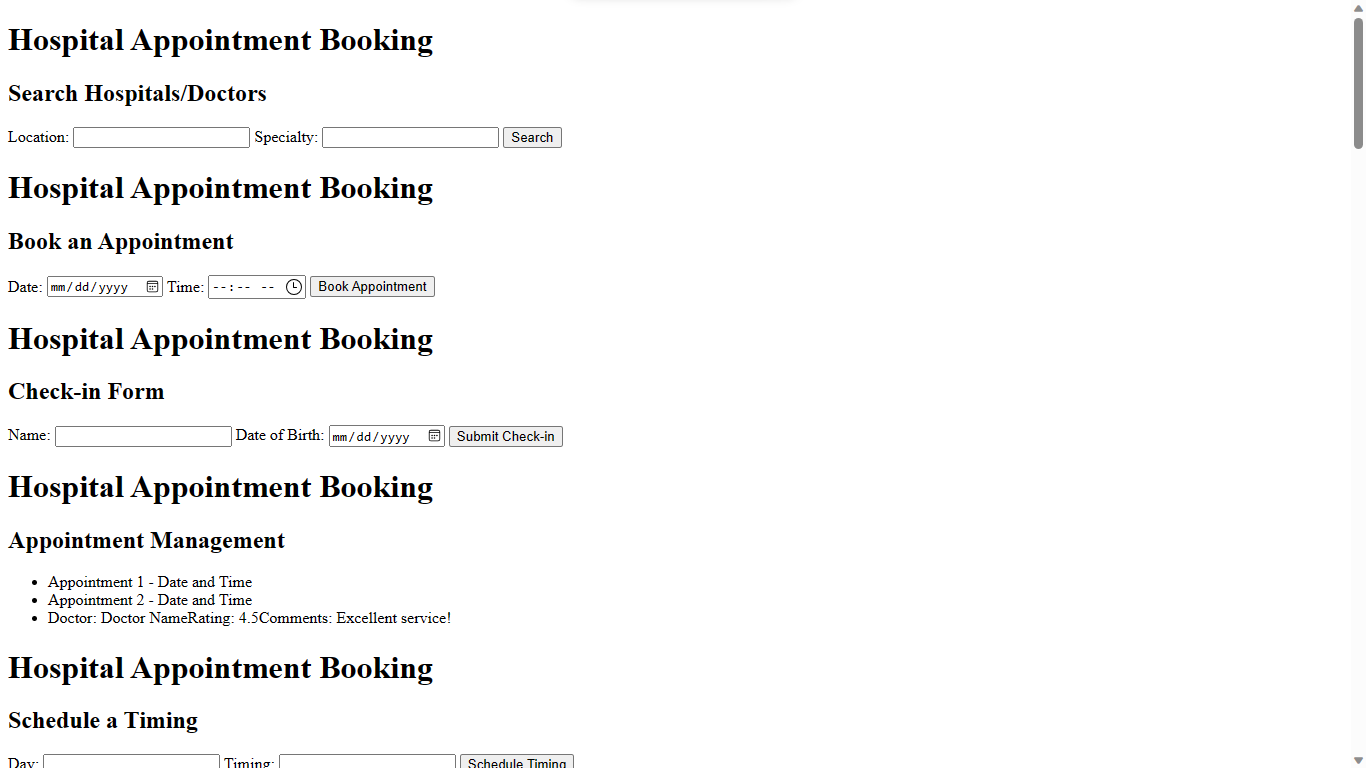 Hospital Appointment Booking
Search Hospitals/Doctors
Location: Specialty: Search
Hospital Appointment Booking
Book an Appointment
Date: mm/dd/yyyy Time: --:-- -- Book Appointment
Hospital Appointment Booking
Check-in Form
Name: Date of Birth: mm/dd/yyyy Submit Check-in
Hospital Appointment Booking
Appointment Management
Appointment 1 - Date and Time
Appointment 2 - Date and Time
Doctor: Doctor NameRating: 4.5Comments: Excellent service!
Hospital Appointment Booking
Schedule a Timing
Day: Timing: Schedule Timing